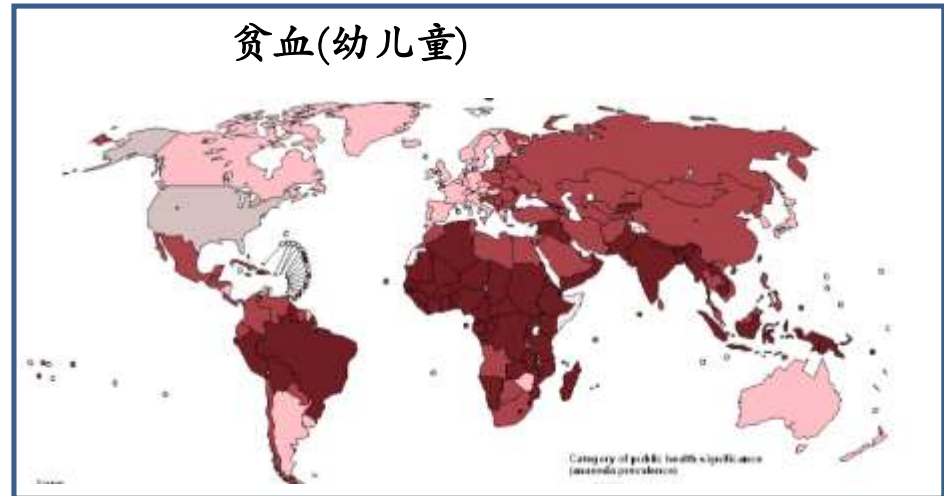 贫血(幼儿童)
Category of public health significance
(anaemia prevalence)